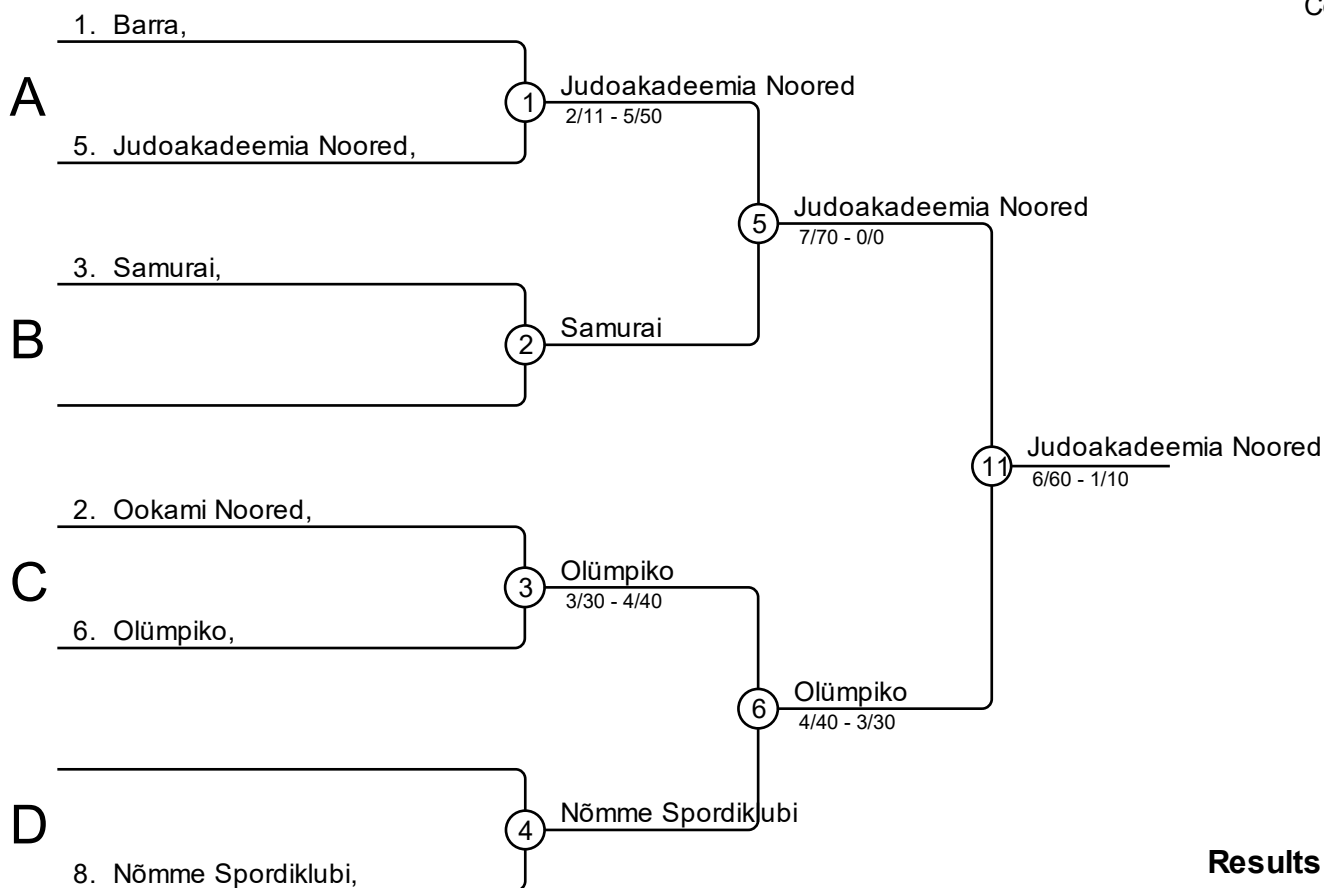 C
1. Barra,
A
1
Judoakadeemia Noored
2/11 - 5/50
5. Judoakadeemia Noored,
5
Judoakadeemia Noored
7/70 - 0/0
3. Samurai,
B
2
Samurai
11
Judoakadeemia Noored
6/60 - 1/10
2. Ookami Noored,
C
3
Olümpiko
3/30 - 4/40
6. Olümpiko,
6
Olümpiko
4/40 - 3/30
D
4
Nõmme Spordiklubi
8. Nõmme Spordiklubi,
Results